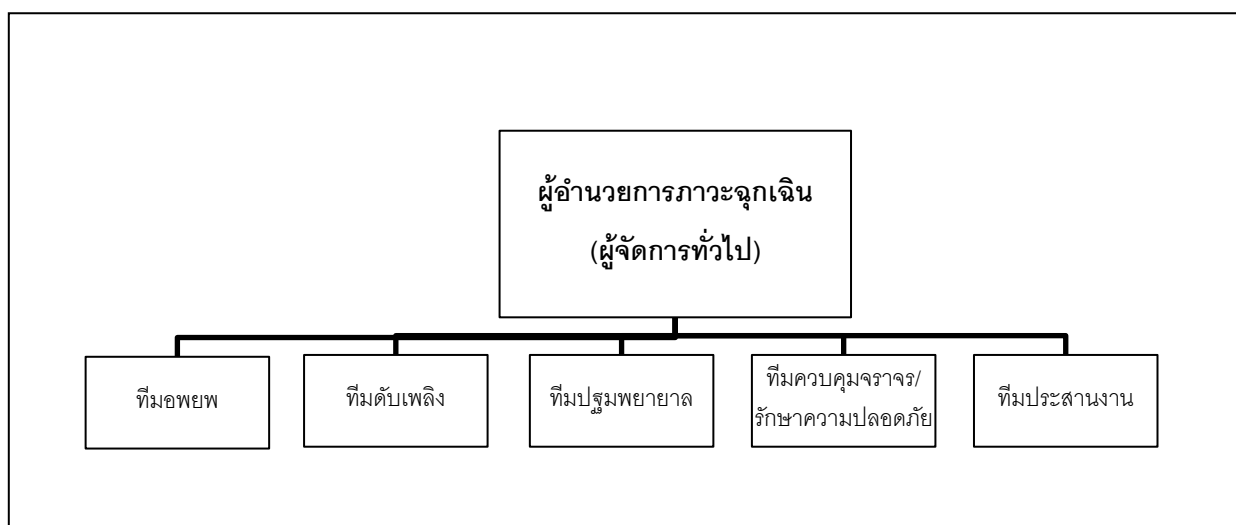 ผู้อำนวยการภาวะฉุกเฉิน
(ผู้จัดการทั่วไป)
ทีมอพยพ
ทีมดับเพลิง
ทีมปฐมพยายาล
ทีมควบคุมจราจร/
รักษาความปลอดภัย
ทีมประสานงาน